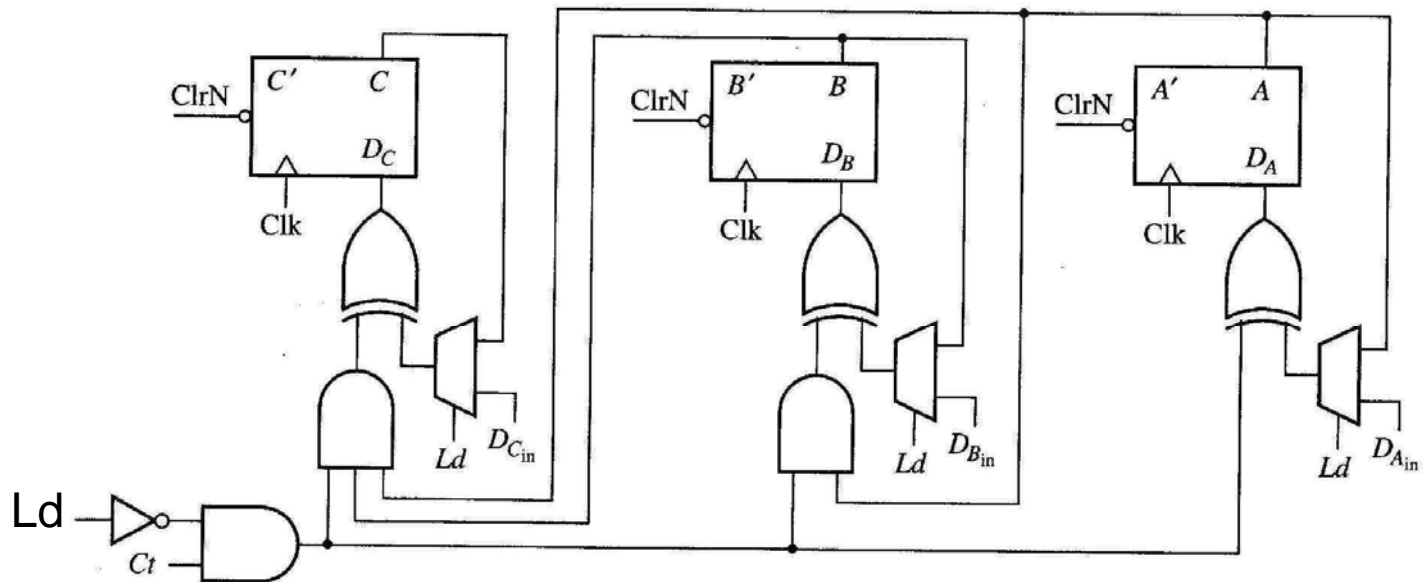 C' C
ClrN
D_C
Clk
B' B
ClrN
D_B
Clk
A' A
ClrN
D_A
Clk
Ld
D_Cin
Ld
D_Bin
Ld
D_Ain
Ld
Ct